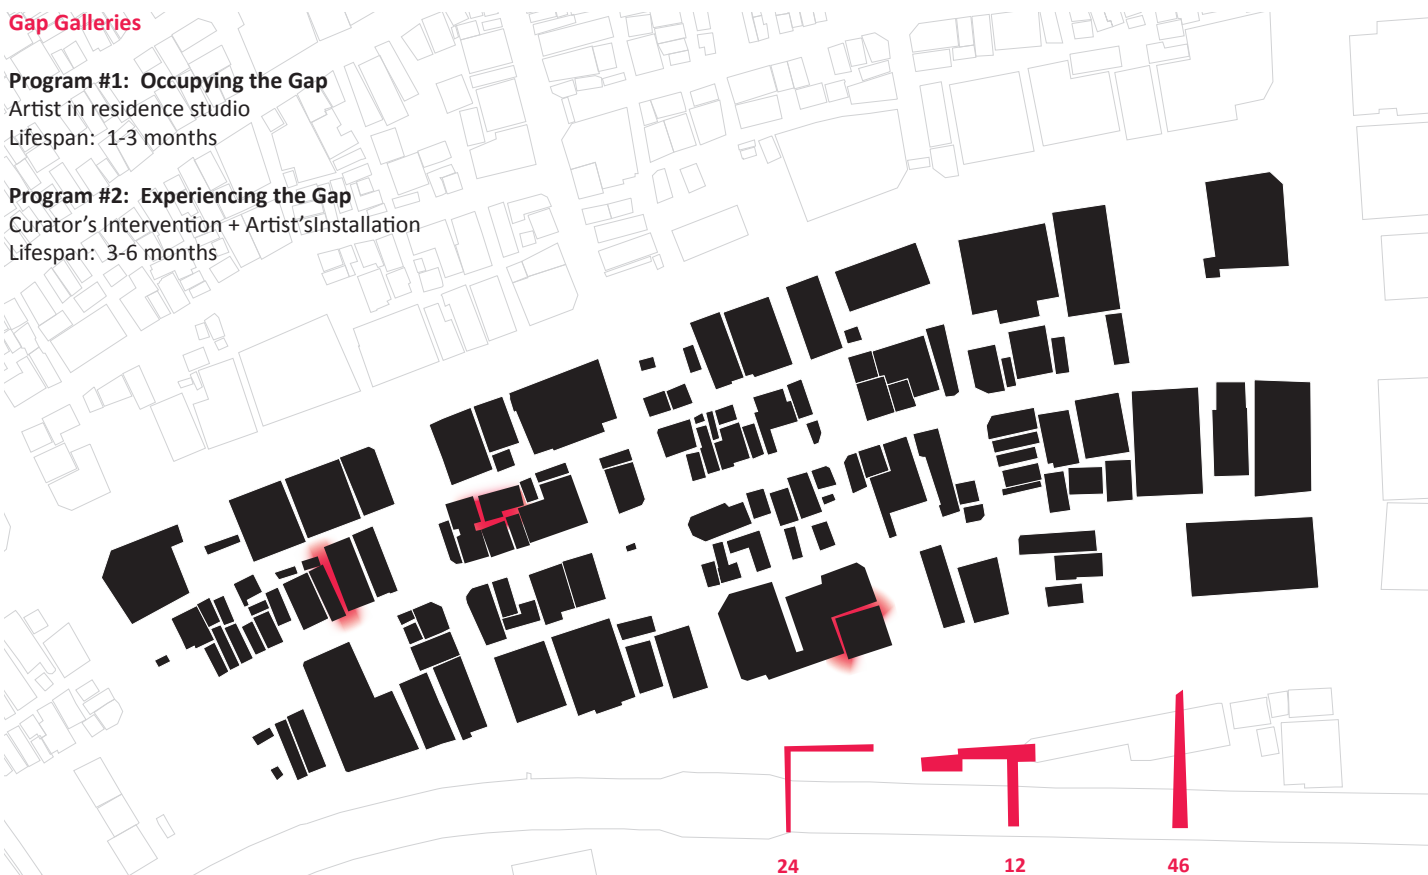 Gap Galleries
Program #1:  Occupying the Gap
Artist in residence studio
Lifespan:  1-3 months
Program #2:  Experiencing the Gap
Curator’s Intervention + Artist’sInstallation
Lifespan:  3-6 months
24
12
46